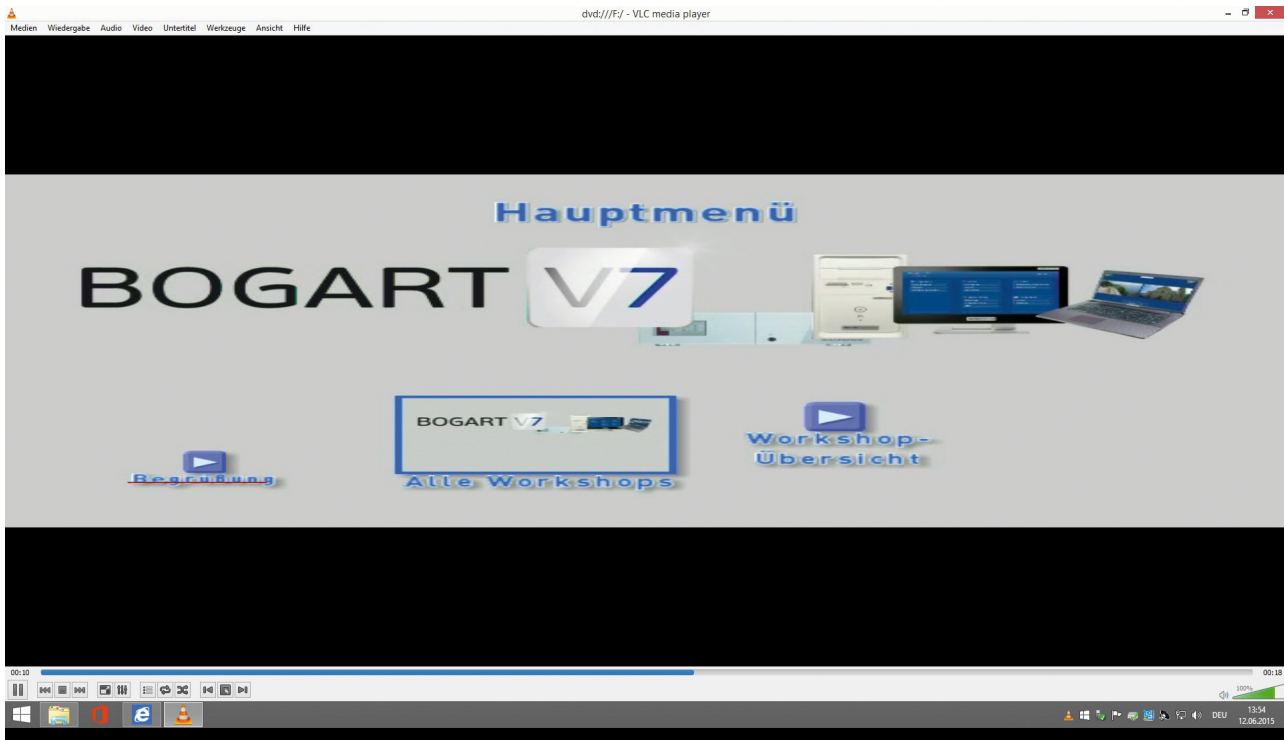 dvd:///F:/ - VLC media player
Medien Wiedergabe Audio Video Untertitel Werkzeuge Ansicht Hilfe
Hauptmenü
BOGART V7
BOGART V7
Begrüßung
Alle Workshops
Workshop-
Übersicht
00:10
00:18
100%
DEU
13:54
12.06.2015